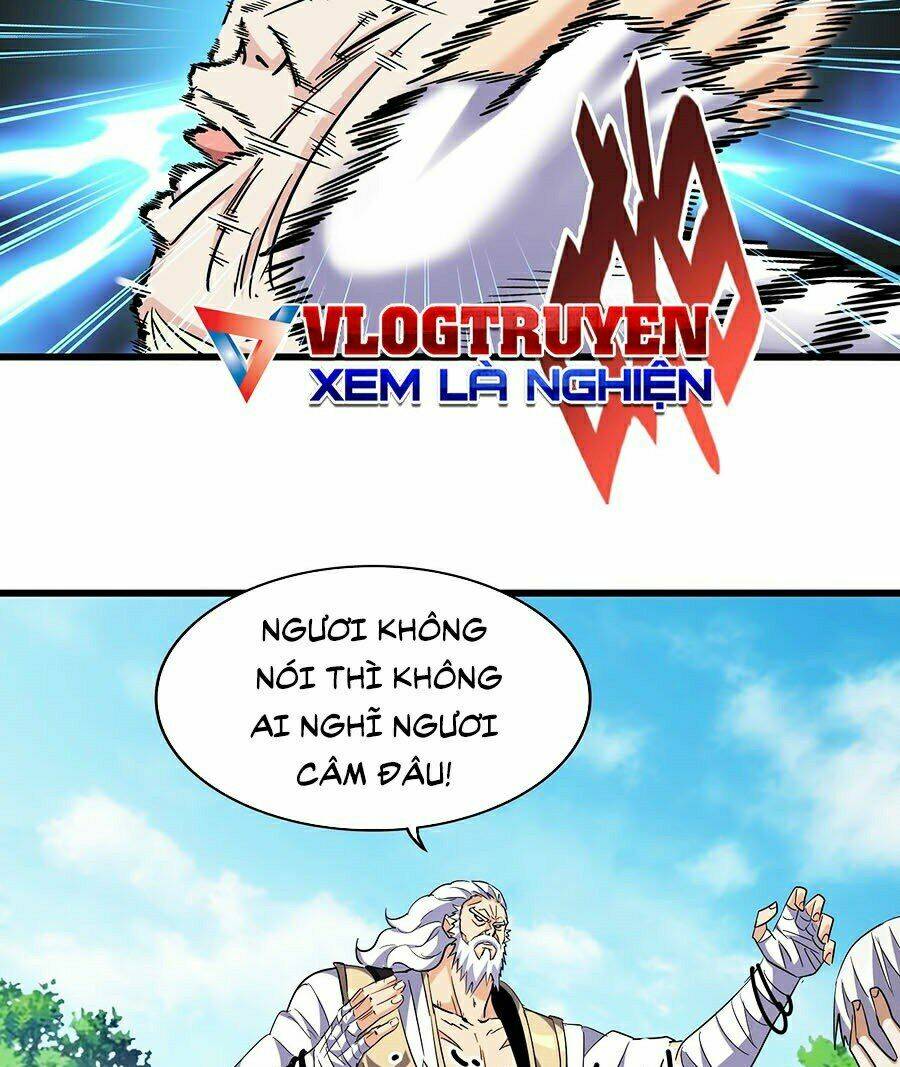 VLOGTRUYEN
XEM LÀ NGHIỆN
NGƯƠI KHÔNG
NÓI THÌ KHÔNG
AI NGHĨ NGƯƠI
CÂM ĐÂU!